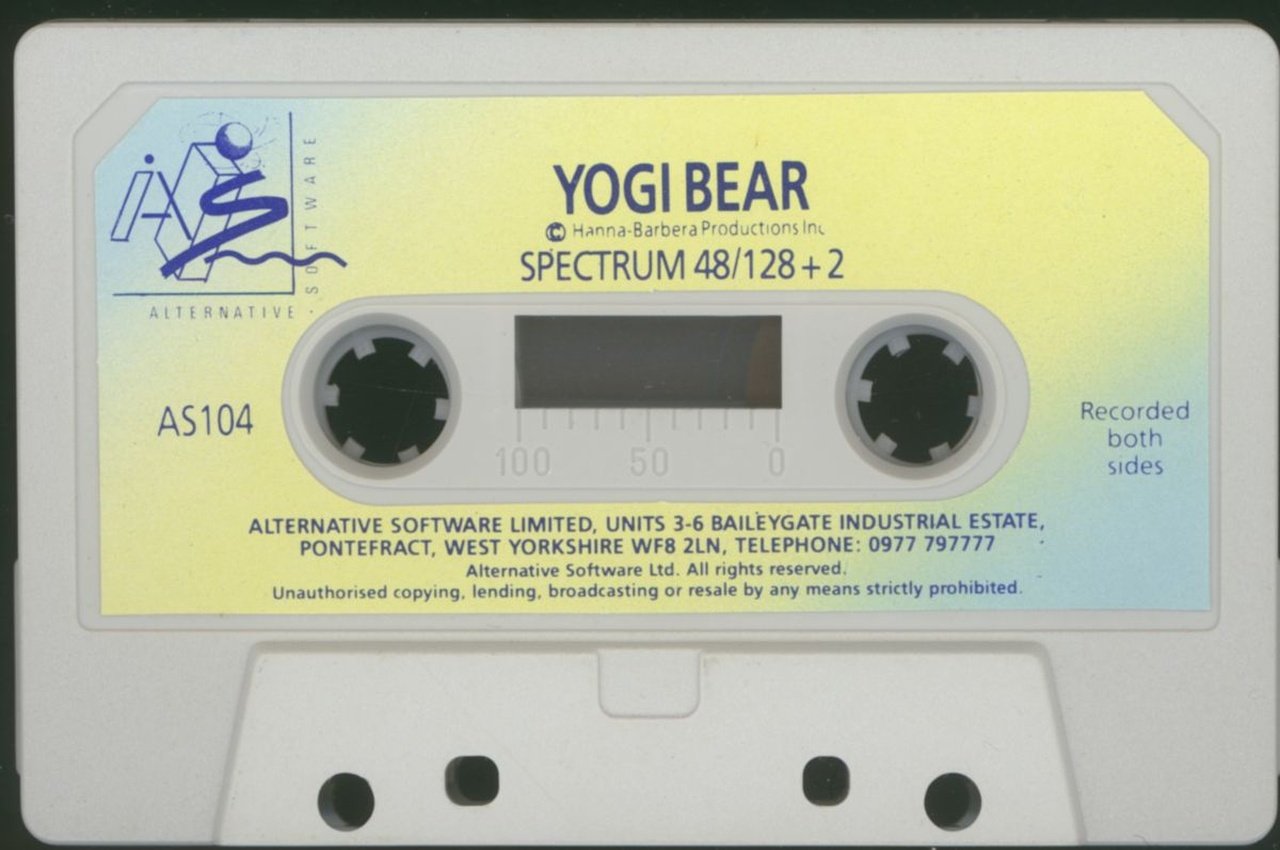 ALTERNATIVE · SOFTWARE
YOGI BEAR
© Hanna-Barbera Productions Inc
SPECTRUM 48/128 + 2
AS104
100 50 0
Recorded
both
sides
ALTERNATIVE SOFTWARE LIMITED, UNITS 3-6 BAILEYGATE INDUSTRIAL ESTATE,
PONTEFRACT, WEST YORKSHIRE WF8 2LN, TELEPHONE: 0977 797777
Alternative Software Ltd. All rights reserved.
Unauthorised copying, lending, broadcasting or resale by any means strictly prohibited.